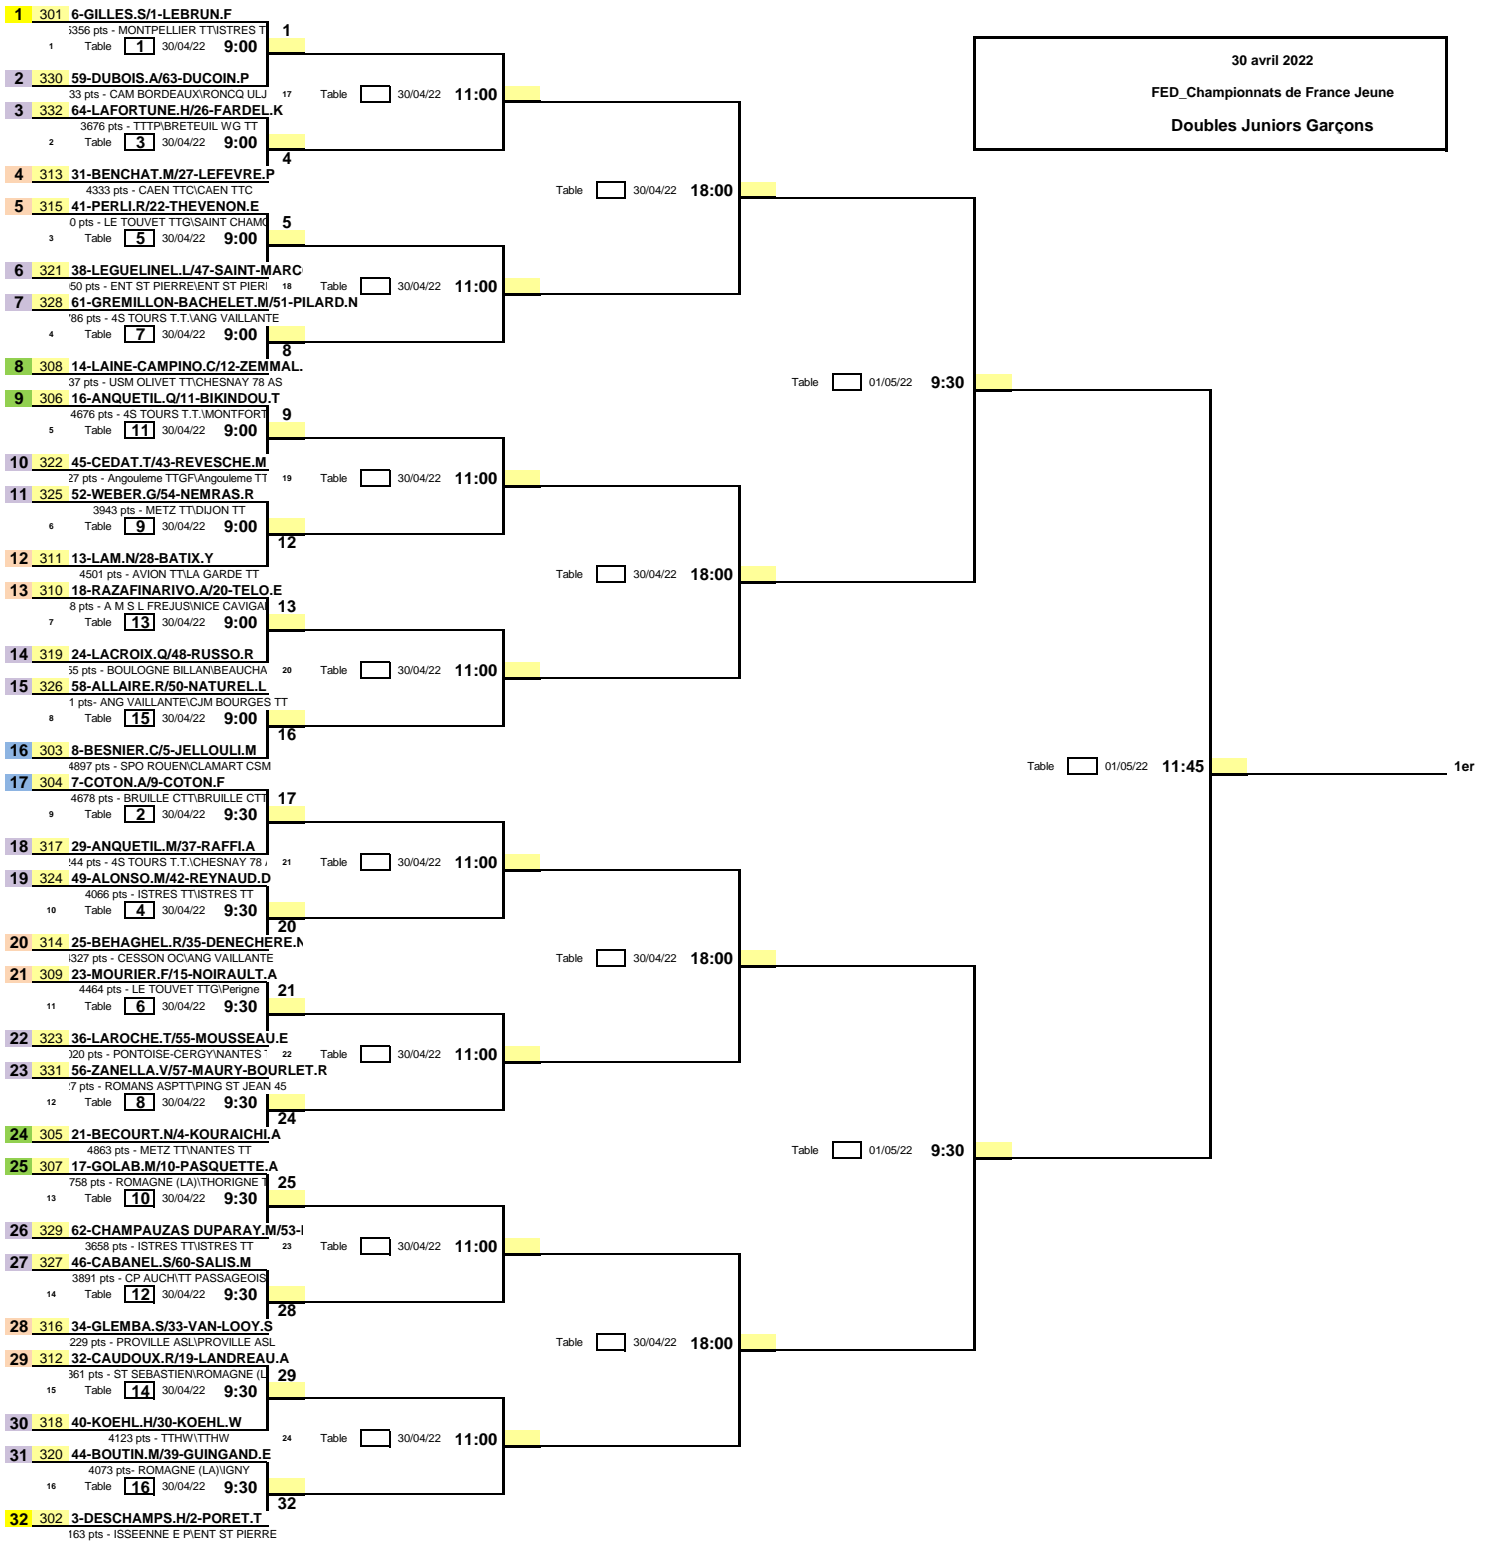 30 avril 2022
FED_Championnats de France Jeune
Doubles Juniors Garçons
1 301 6-GILLES.S/1-LEBRUN.F
356 pts - MONTPELLIER TT\ISTRES T 1
1 Table 1 30/04/22 9:00
2 330 59-DUBOIS.A/63-DUCOIN.P
33 pts - CAM BORDEAUX\RONCQ ULJ 17 Table 30/04/22 11:00
3 332 64-LAFORTUNE.H/26-FARDEL.K
3676 pts - TTTP\BRETEUIL WG TT
2 Table 3 30/04/22 9:00
4
4 313 31-BENCHAT.M/27-LEFEVRE.P
4333 pts - CAEN TTC\CAEN TTC Table 30/04/22 18:00
5 315 41-PERLI.R/22-THEVENON.E
0 pts - LE TOUVET TTG\SAINT CHAMO 5
3 Table 5 30/04/22 9:00
6 321 38-LEGUELINEL.L/47-SAINT-MARC
50 pts - ENT ST PIERRE\ENT ST PIER 18 Table 30/04/22 11:00
7 328 61-GREMILLON-BACHELET.M/51-PILARD.N
786 pts - 4S TOURS T.T.\ANG VAILLANTE
4 Table 7 30/04/22 9:00
8
8 308 14-LAINE-CAMPINO.C/12-ZEMMAL.
37 pts - USM OLIVET TT\CHESNAY 78 AS Table 01/05/22 9:30
9 306 16-ANQUETIL.Q/11-BIKINDOU.T
4676 pts - 4S TOURS T.T.\MONTFORT 9
5 Table 11 30/04/22 9:00
10 322 45-CEDAT.T/43-REVESCHE.M
27 pts - Angouleme TTGF\Angouleme TT 19 Table 30/04/22 11:00
11 325 52-WEBER.G/54-NEMRAS.R
3943 pts - METZ TT\DIJON TT
6 Table 9 30/04/22 9:00
12
12 311 13-LAM.N/28-BATIX.Y
4501 pts - AVION TT\LA GARDE TT Table 30/04/22 18:00
13 310 18-RAZAFINARIVO.A/20-TELO.E
8 pts - A M S L FREJUS\NICE CAVIGA 13
7 Table 13 30/04/22 9:00
14 319 24-LACROIX.Q/48-RUSSO.R
55 pts - BOULOGNE BILLAN\BEAUCHA 20 Table 30/04/22 11:00
15 326 58-ALLAIRE.R/50-NATUREL.L
1 pts- ANG VAILLANTE\CJM BOURGES TT
8 Table 15 30/04/22 9:00
16
16 303 8-BESNIER.C/5-JELLOULI.M
4897 pts - SPO ROUEN\CLAMART CSM Table 01/05/22 11:45 1er
17 304 7-COTON.A/9-COTON.F
4678 pts - BRUILLE CTT\BRUILLE CTT 17
9 Table 2 30/04/22 9:30
18 317 29-ANQUETIL.M/37-RAFFI.A
244 pts - 4S TOURS T.T.\CHESNAY 78 21 Table 30/04/22 11:00
19 324 49-ALONSO.M/42-REYNAUD.D
4066 pts - ISTRES TT\ISTRES TT
10 Table 4 30/04/22 9:30
20
20 314 25-BEHAGHEL.R/35-DENECHERE.N
327 pts - CESSON OC\ANG VAILLANTE Table 30/04/22 18:00
21 309 23-MOURIER.F/15-NOIRAULT.A
4464 pts - LE TOUVET TTG\Perigne 21
11 Table 6 30/04/22 9:30
22 323 36-LAROCHE.T/55-MOUSSEAU.E
020 pts - PONTOISE-CERGY\NANTES 22 Table 30/04/22 11:00
23 331 56-ZANELLA.V/57-MAURY-BOURLET.R
7 pts - ROMANS ASPTT\PING ST JEAN 45
12 Table 8 30/04/22 9:30
24
24 305 21-BECOURT.N/4-KOURAICHI.A
4863 pts - METZ TT\NANTES TT Table 01/05/22 9:30
25 307 17-GOLAB.M/10-PASQUETTE.A
758 pts - ROMAGNE (LA)\THORIGNE T 25
13 Table 10 30/04/22 9:30
26 329 62-CHAMPAUZAS DUPARAY.M/53-
3658 pts - ISTRES TT\ISTRES TT 23 Table 30/04/22 11:00
27 327 46-CABANEL.S/60-SALIS.M
3891 pts - CP AUCH\TT PASSAGEOIS
14 Table 12 30/04/22 9:30
28
28 316 34-GLEMBA.S/33-VAN-LOOY.S
229 pts - PROVILLE ASL\PROVILLE ASL Table 30/04/22 18:00
29 312 32-CAUDOUX.R/19-LANDREAU.A
361 pts - ST SEBASTIEN\ROMAGNE (L 29
15 Table 14 30/04/22 9:30
30 318 40-KOEHL.H/30-KOEHL.W
4123 pts - TTHW\TTHW 24 Table 30/04/22 11:00
31 320 44-BOUTIN.M/39-GUINGAND.E
4073 pts- ROMAGNE (LA)\IGNY
16 Table 16 30/04/22 9:30
32
32 302 3-DESCHAMPS.H/2-PORET.T
163 pts - ISSEENNE E P\ENT ST PIERRE